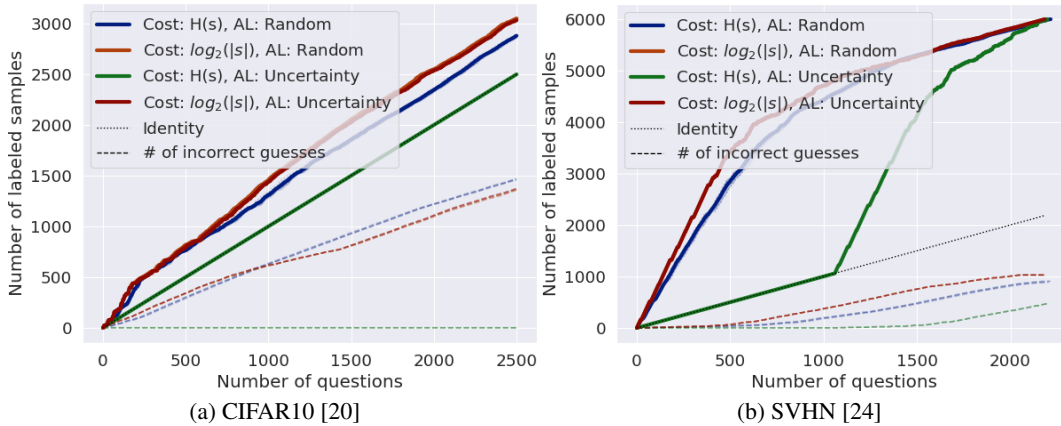 Number of labeled samples
3000
2500
2000
1500
1000
500
0
Cost: H(s), AL: Random
Cost: log₂(|s|), AL: Random
Cost: H(s), AL: Uncertainty
Cost: log₂(|s|), AL: Uncertainty
Identity
# of incorrect guesses
0 500 1000 1500 2000 2500
Number of questions
(a) CIFAR10 [20]
Number of labeled samples
6000
5000
4000
3000
2000
1000
0
Cost: H(s), AL: Random
Cost: log₂(|s|), AL: Random
Cost: H(s), AL: Uncertainty
Cost: log₂(|s|), AL: Uncertainty
Identity
# of incorrect guesses
0 500 1000 1500 2000
Number of questions
(b) SVHN [24]